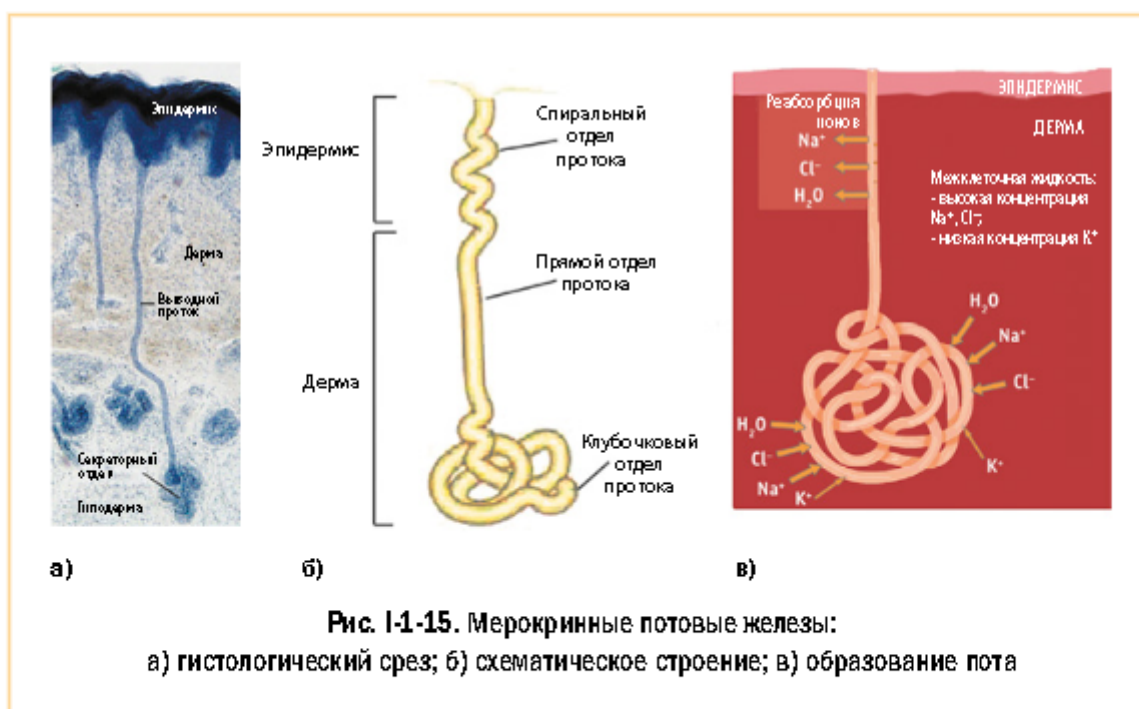 Эпидермис
Дерма
Выводной
проток
Секреторный
отдел
Гиподерма
а)
Эпидермис
Дерма
Спиральный
отдел
протока
Прямой отдел
протока
Клубочковый
отдел
протока
б)
ЭПИДЕРМИС
ДЕРМА
Реабсорбция
ионов
Na⁺
Cl⁻
H₂O
Межклеточная жидкость:
- высокая концентрация
Na⁺, Cl⁻;
- низкая концентрация K⁺
H₂O
Na⁺
Cl⁻
K⁺
H₂O
Cl⁻
Na⁺
K⁺
в)
Рис. I-1-15. Мерокринные потовые железы:
а) гистологический срез; б) схематическое строение; в) образование пота